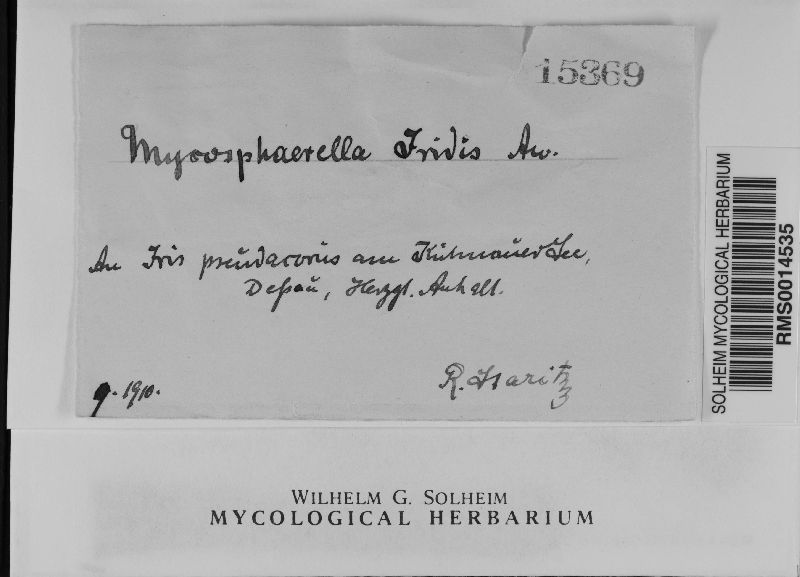 15369
Mycosphaerella Iridis Aw.
An Iris pseudacorus am Kühnauer See,
Deßau, Herzgt. Anhalt.
9. 1910.
R. Staritz
SOLHEIM MYCOLOGICAL HERBARIUM
RMS0014535
WILHELM G. SOLHEIM
MYCOLOGICAL HERBARIUM